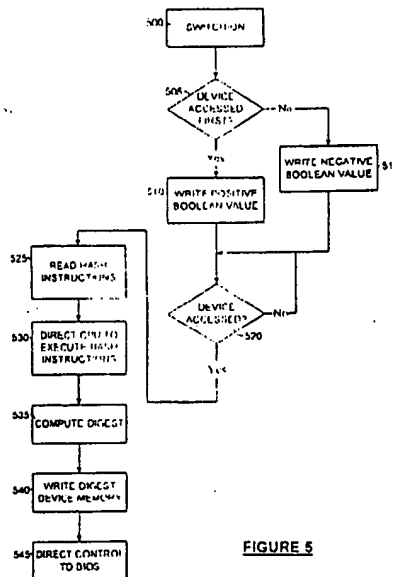 500
SWITCH ON
505
DEVICE
ACCESSED
FIRST?
No
Yes
WRITE NEGATIVE
BOOLEAN VALUE
51
10
WRITE POSITIVE
BOOLEAN VALUE
525
READ HASH
INSTRUCTIONS
DEVICE
ACCESSED?
No
520
Yes
530
DIRECT CPU TO
EXECUTE HASH
INSTRUCTIONS
535
COMPUTE DIGEST
540
WRITE DIGEST
DEVICE MEMORY
545
DIRECT CONTROL
TO BIOS
FIGURE 5